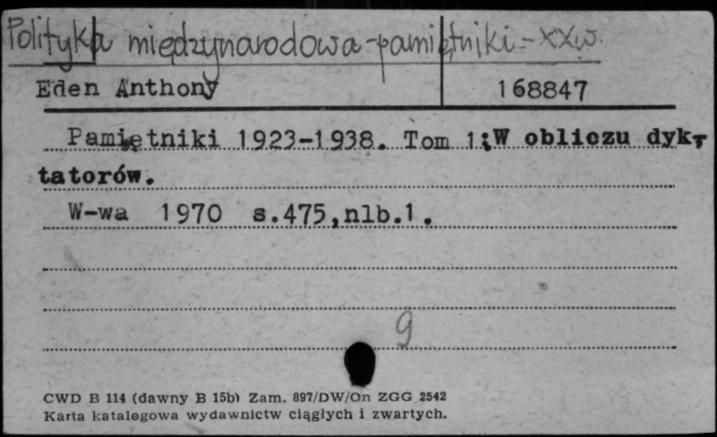 Polityka międzynarodowa-pamiętniki-XXw.
Eden Anthony 168847
Pamiętniki 1923-1938. Tom 1:W obliczu dyk-
tatorów.
W-wa 1970 s.475,nlb.1.
9
CWD B 114 (dawny B 15b) Zam. 897/DW/On ZGG 2542
Karta katalogowa wydawnictw ciągłych i zwartych.